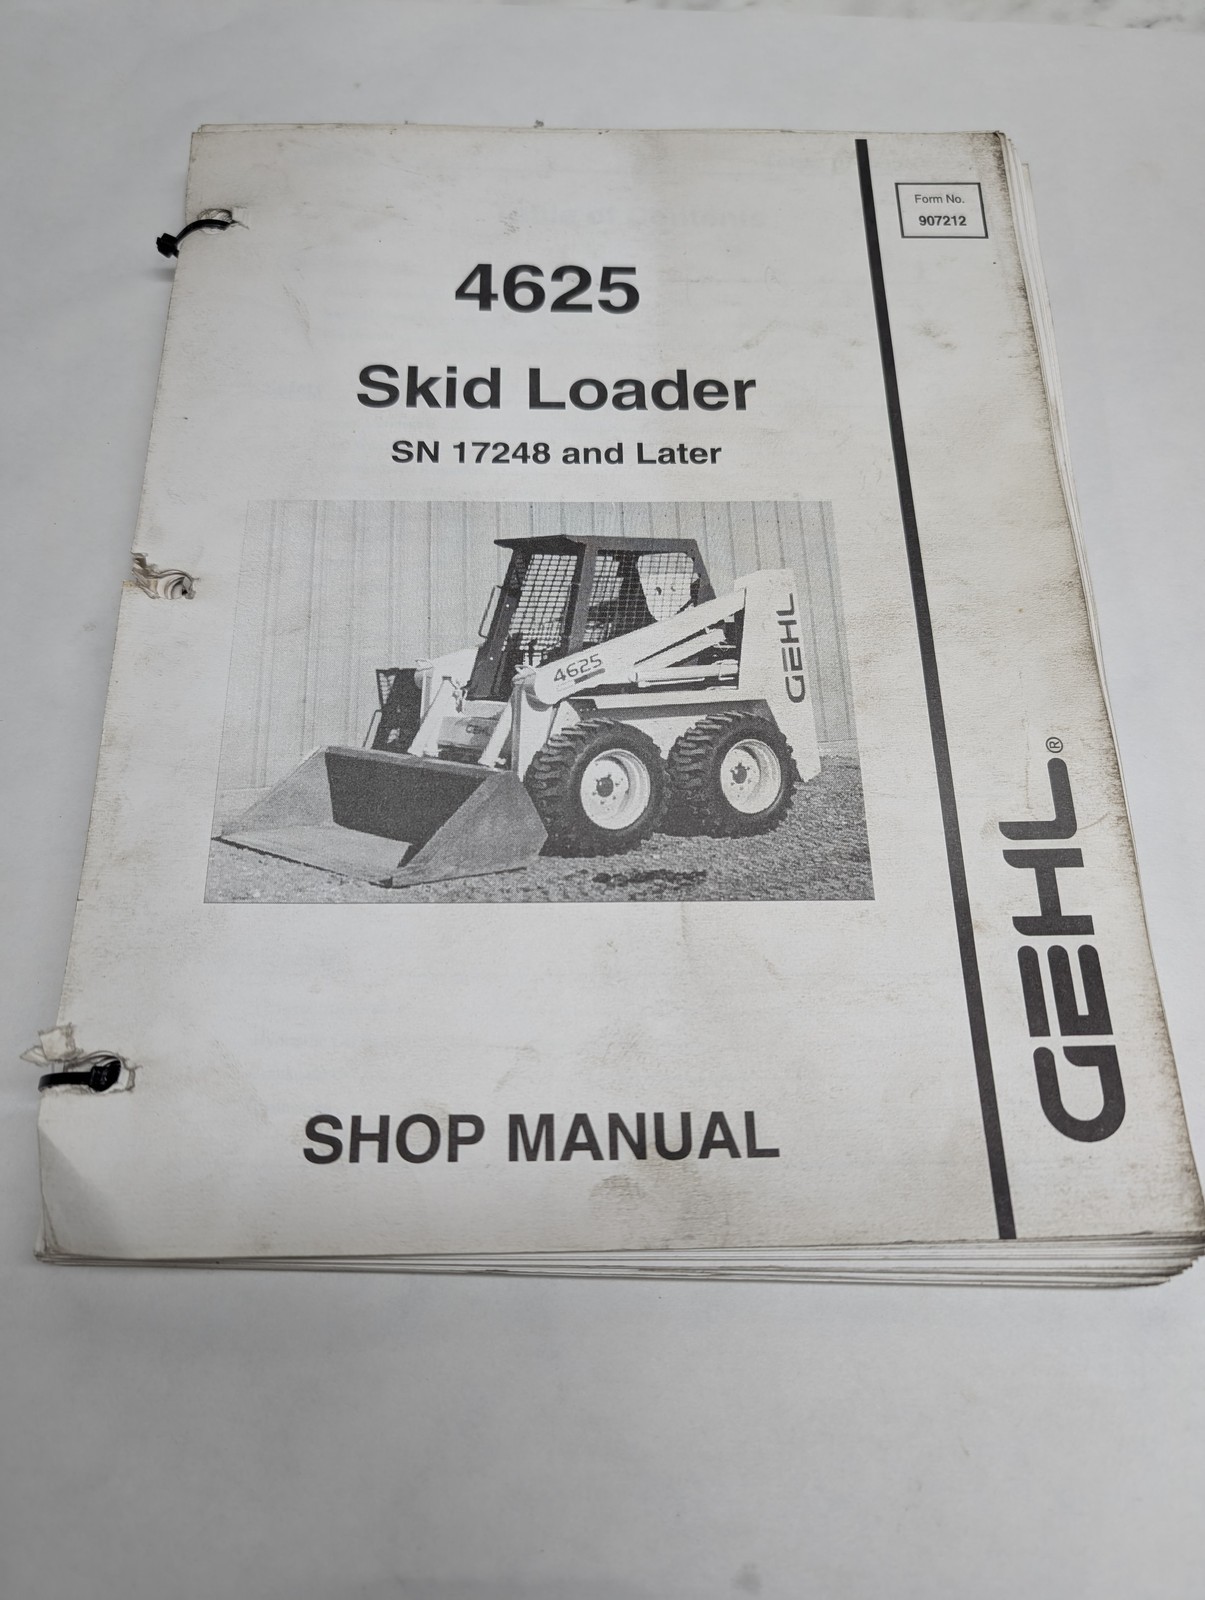 Form No.
907212
4625
Skid Loader
SN 17248 and Later
4625
GEHL
GEHL
GEHL®
SHOP MANUAL